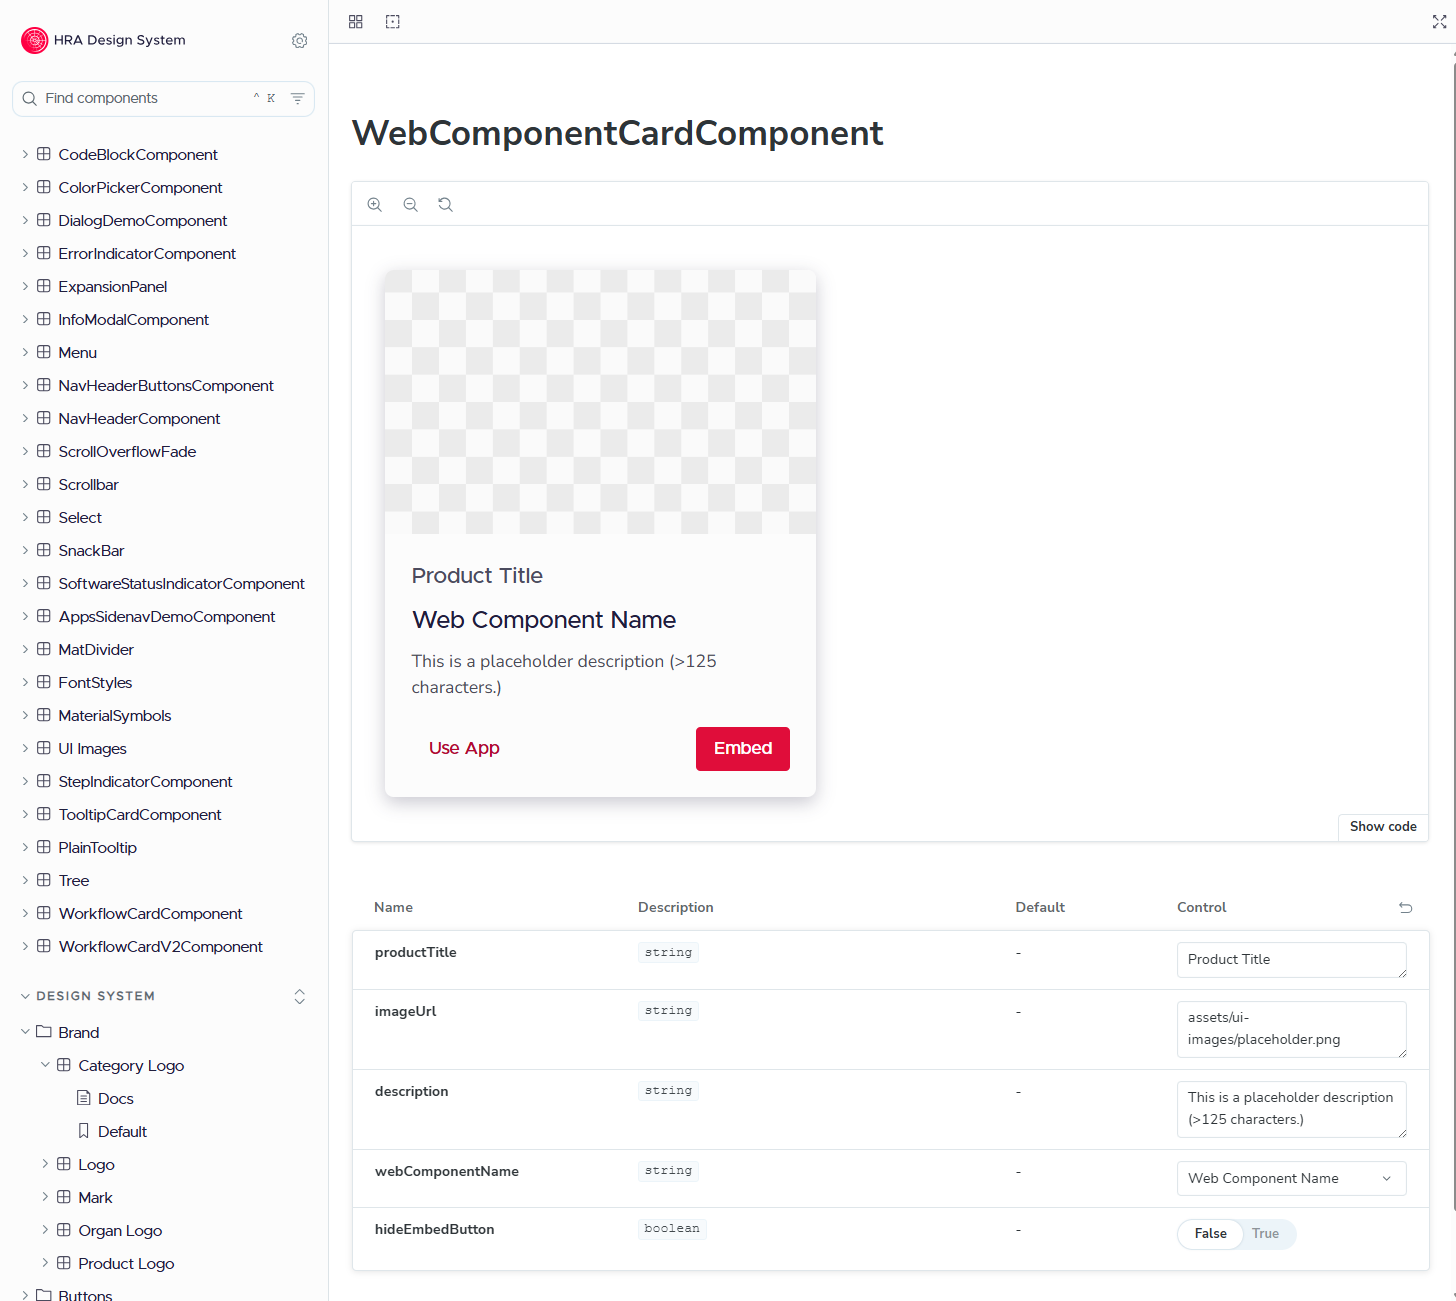 HRA Design System
Find components
^ K
CodeBlockComponent
ColorPickerComponent
DialogDemoComponent
ErrorIndicatorComponent
ExpansionPanel
InfoModalComponent
Menu
NavHeaderButtonsComponent
NavHeaderComponent
ScrollOverflowFade
Scrollbar
Select
SnackBar
SoftwareStatusIndicatorComponent
AppsSidenavDemoComponent
MatDivider
FontStyles
MaterialSymbols
UI Images
StepIndicatorComponent
TooltipCardComponent
PlainTooltip
Tree
WorkflowCardComponent
WorkflowCardV2Component
DESIGN SYSTEM
Brand
Category Logo
Docs
Default
Logo
Mark
Organ Logo
Product Logo
Buttons
WebComponentCardComponent
Product Title
Web Component Name
This is a placeholder description (>125
characters.)
Use App Embed
Show code
Name Description Default Control
productTitle string - Product Title
imageUrl string - assets/ui-
images/placeholder.png
description string - This is a placeholder description
(>125 characters.)
webComponentName string - Web Component Name
hideEmbedButton boolean - False True